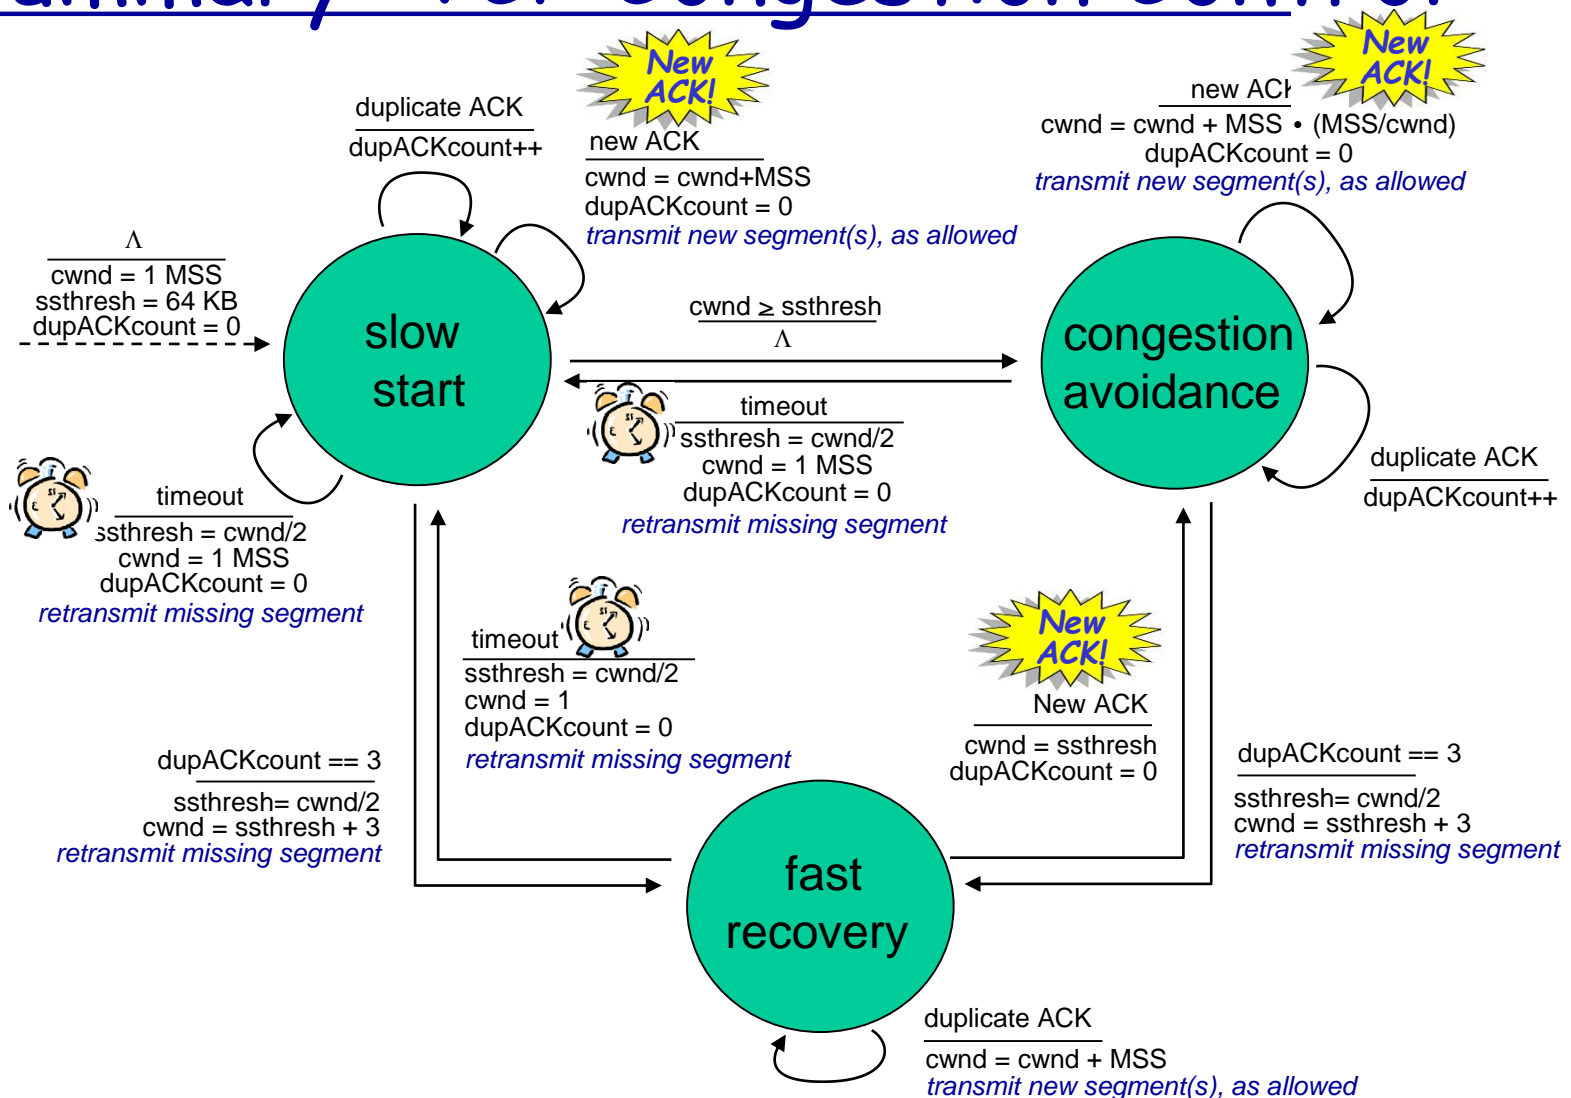 TCP Congestion Control
New
ACK!
New
ACK!
duplicate ACK
dupACKcount++
new ACK
cwnd = cwnd+MSS
dupACKcount = 0
transmit new segment(s), as allowed
new ACK
cwnd = cwnd + MSS • (MSS/cwnd)
dupACKcount = 0
transmit new segment(s), as allowed
Λ
cwnd = 1 MSS
ssthresh = 64 KB
dupACKcount = 0
slow
start
cwnd ≥ ssthresh
Λ
congestion
avoidance
timeout
ssthresh = cwnd/2
cwnd = 1 MSS
dupACKcount = 0
retransmit missing segment
duplicate ACK
dupACKcount++
timeout
ssthresh = cwnd/2
cwnd = 1 MSS
dupACKcount = 0
retransmit missing segment
timeout
ssthresh = cwnd/2
cwnd = 1
dupACKcount = 0
retransmit missing segment
New
ACK!
New ACK
cwnd = ssthresh
dupACKcount = 0
dupACKcount == 3
ssthresh= cwnd/2
cwnd = ssthresh + 3
retransmit missing segment
dupACKcount == 3
ssthresh= cwnd/2
cwnd = ssthresh + 3
retransmit missing segment
fast
recovery
duplicate ACK
cwnd = cwnd + MSS
transmit new segment(s), as allowed